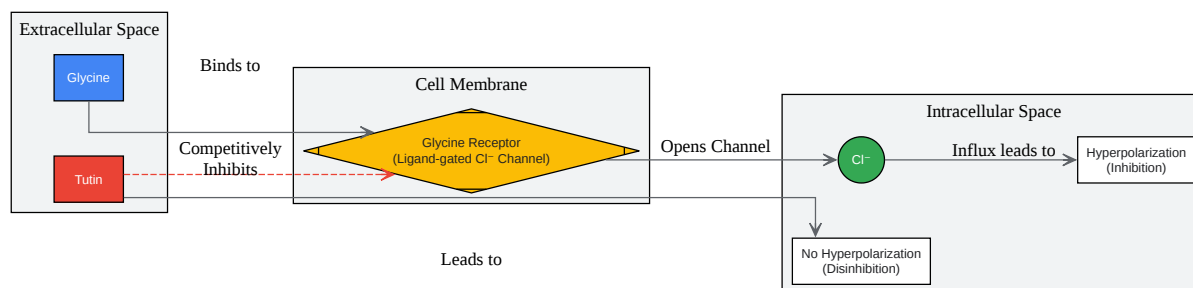 Extracellular Space
Glycine
Tutin
Binds to
Competitively
Inhibits
Cell Membrane
Glycine Receptor
(Ligand-gated Cl⁻ Channel)
Opens Channel
Intracellular Space
Cl⁻
Influx leads to
Hyperpolarization
(Inhibition)
Leads to
No Hyperpolarization
(Disinhibition)